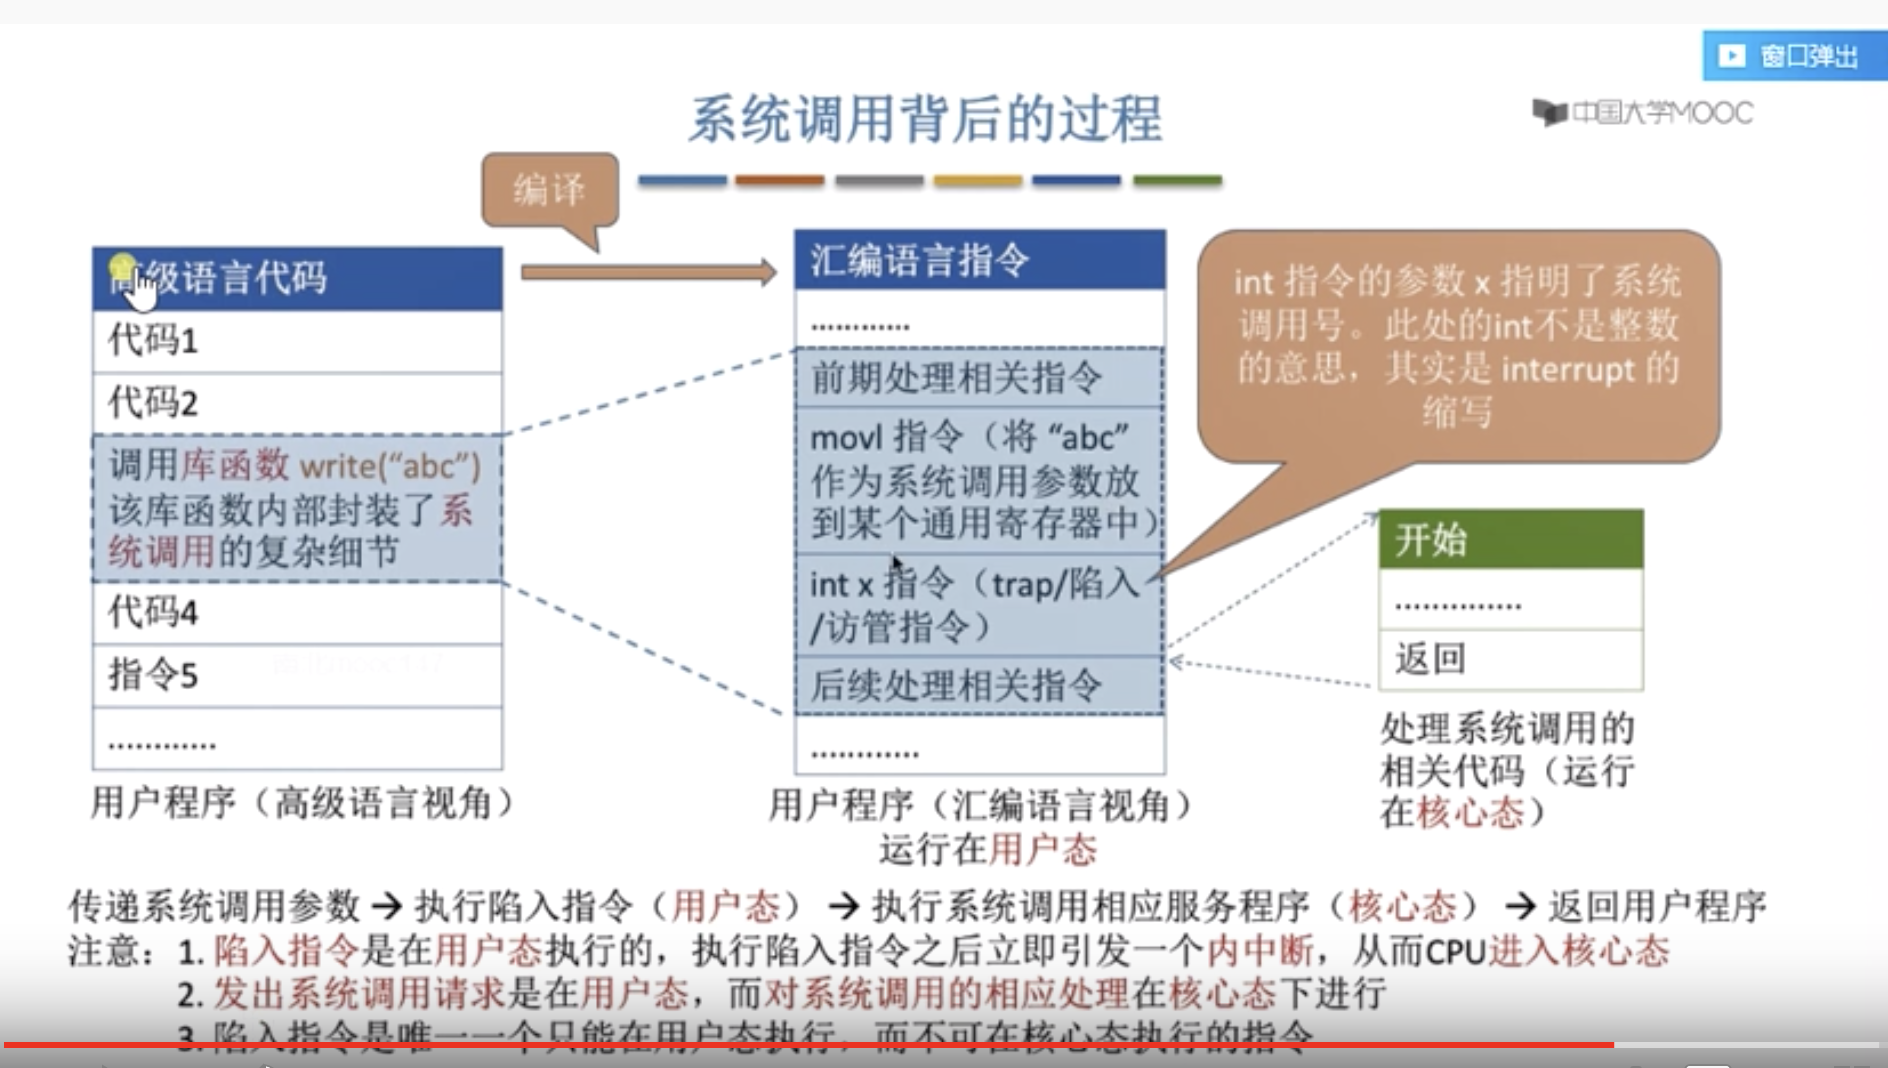 窗口弹出
系统调用背后的过程
中国大学MOOC
编译
高级语言代码
代码1
代码2
调用库函数 write(“abc”)
该库函数内部封装了系
统调用的复杂细节
代码4
指令5
…………
用户程序（高级语言视角）
汇编语言指令
…………
前期处理相关指令
movl 指令（将 “abc”
作为系统调用参数放
到某个通用寄存器中）
int x 指令（trap/陷入
/访管指令）
后续处理相关指令
…………
用户程序（汇编语言视角）
运行在用户态
int 指令的参数 x 指明了系统
调用号。此处的int不是整数
的意思，其实是 interrupt 的
缩写
开始
…………..
返回
处理系统调用的
相关代码（运行
在核心态）
传递系统调用参数 → 执行陷入指令（用户态） → 执行系统调用相应服务程序（核心态） → 返回用户程序
注意：1. 陷入指令是在用户态执行的，执行陷入指令之后立即引发一个内中断，从而CPU进入核心态
2. 发出系统调用请求是在用户态，而对系统调用的相应处理在核心态下进行
3. 陷入指令是唯一一个只能在用户态执行，而不可在核心态执行的指令